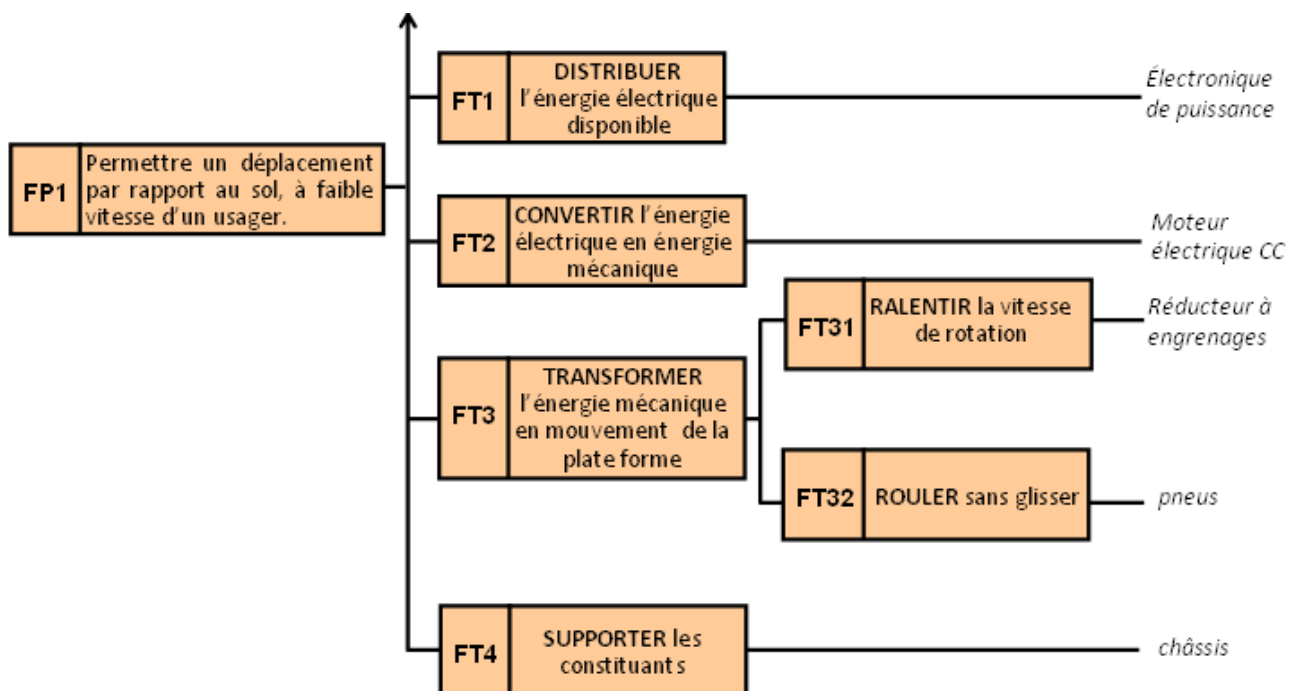 FP1
Permettre un déplacement
par rapport au sol, à faible
vitesse d'un usager.
FT1
DISTRIBUER
l'énergie électrique
disponible
Électronique
de puissance
FT2
CONVERTIR l'énergie
électrique en énergie
mécanique
Moteur
électrique CC
FT3
TRANSFORMER
l'énergie mécanique
en mouvement de la
plate forme
FT31
RALENTIR la vitesse
de rotation
Réducteur à
engrenages
FT32
ROULER sans glisser
pneus
FT4
SUPPORTER les
constituants
châssis